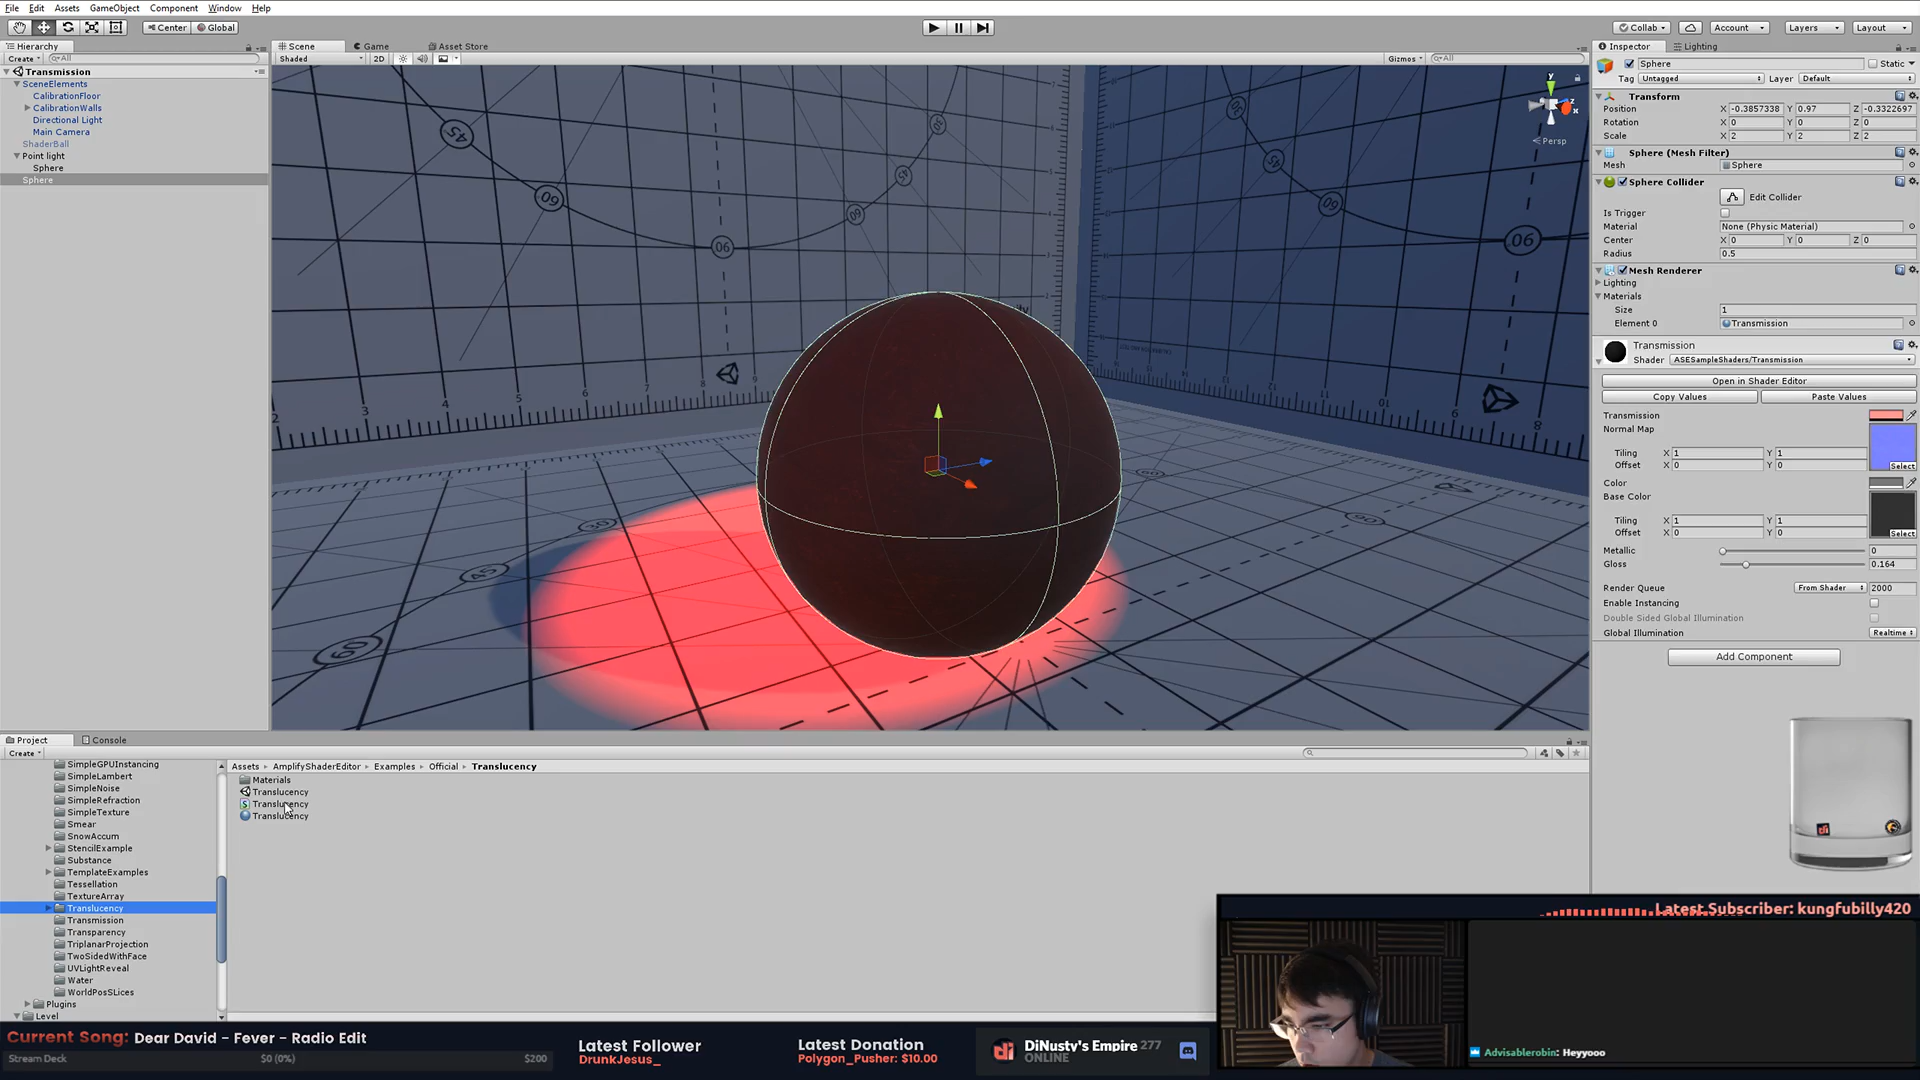 File Edit Assets GameObject Component Window Help
Center Global
Collab Account Layers Layout
Hierarchy
Create All
Transmission
SceneElements
CalibrationFloor
CalibrationWalls
Directional Light
Main Camera
ShaderBall
Point light
Sphere
Sphere
Scene Game Asset Store
Shaded 2D Gizmos All
Persp
Inspector Lighting
Sphere Static
Tag Untagged Layer Default
Transform
Position X -0.3857338 Y 0.97 Z -0.3322697
Rotation X 0 Y 0 Z 0
Scale X 2 Y 2 Z 2
Sphere (Mesh Filter)
Mesh Sphere
Sphere Collider
Edit Collider
Is Trigger
Material None (Physic Material)
Center X 0 Y 0 Z 0
Radius 0.5
Mesh Renderer
Lighting
Materials
Size 1
Element 0 Transmission
Transmission
Shader ASESampleShaders/Transmission
Open in Shader Editor
Copy Values Paste Values
Transmission
Normal Map
Tiling X 1 Y 1
Offset X 0 Y 0
Select
Color
Base Color
Tiling X 1 Y 1
Offset X 0 Y 0
Select
Metallic 0
Gloss 0.164
Render Queue From Shader 2000
Enable Instancing
Double Sided Global Illumination
Global Illumination Realtime
Add Component
Project Console
Create
SimpleGPUInstancing
SimpleLambert
SimpleNoise
SimpleRefraction
SimpleTexture
Smear
SnowAccum
StencilExample
Substance
TemplateExamples
Tessellation
TextureArray
Translucency
Transmission
Transparency
TriplanarProjection
TwoSidedWithFace
UVLightReveal
Water
WorldPosSLices
Plugins
Level
Assets AmplifyShaderEditor Examples Official Translucency
Materials
Translucency
Translucency
Translucency
Latest Subscriber: kungfubilly420
Advisablerobin: Heyyooo
Current Song: Dear David - Fever - Radio Edit
Stream Deck $0 (0%) $200
Latest Follower
DrunkJesus_
Latest Donation
Polygon_Pusher: $10.00
DiNusty's Empire 277
ONLINE